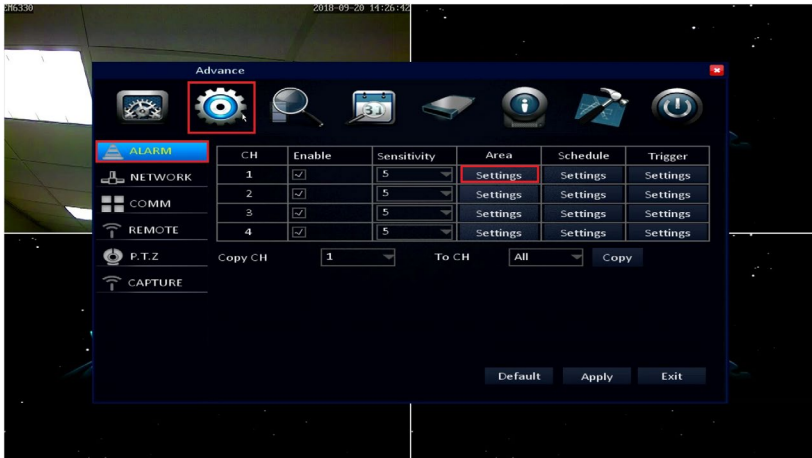 EM6330 2018-09-20 14:26:42
Advance
31
ALARM
NETWORK
COMM
REMOTE
P.T.Z
CAPTURE
CH Enable Sensitivity Area Schedule Trigger
1 5 Settings Settings Settings
2 5 Settings Settings Settings
3 5 Settings Settings Settings
4 5 Settings Settings Settings
Copy CH 1 To CH All Copy
Default Apply Exit